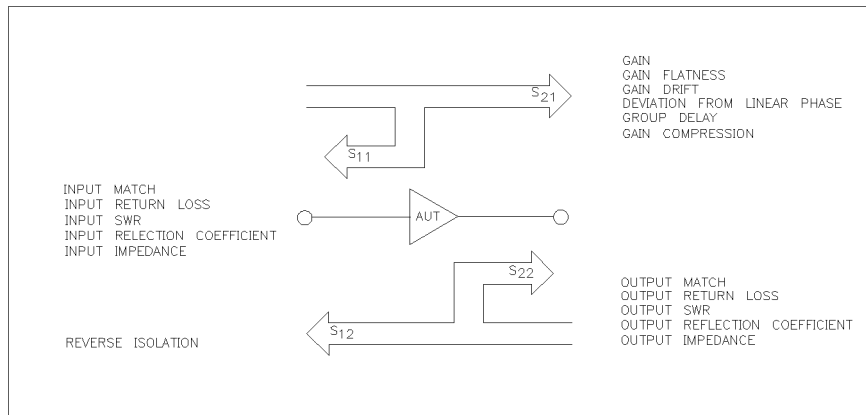 GAIN
GAIN FLATNESS
GAIN DRIFT
DEVIATION FROM LINEAR PHASE
GROUP DELAY
GAIN COMPRESSION
S21
S11
INPUT MATCH
INPUT RETURN LOSS
INPUT SWR
INPUT RELECTION COEFFICIENT
INPUT IMPEDANCE
AUT
S22
OUTPUT MATCH
OUTPUT RETURN LOSS
OUTPUT SWR
OUTPUT REFLECTION COEFFICIENT
OUTPUT IMPEDANCE
S12
REVERSE ISOLATION